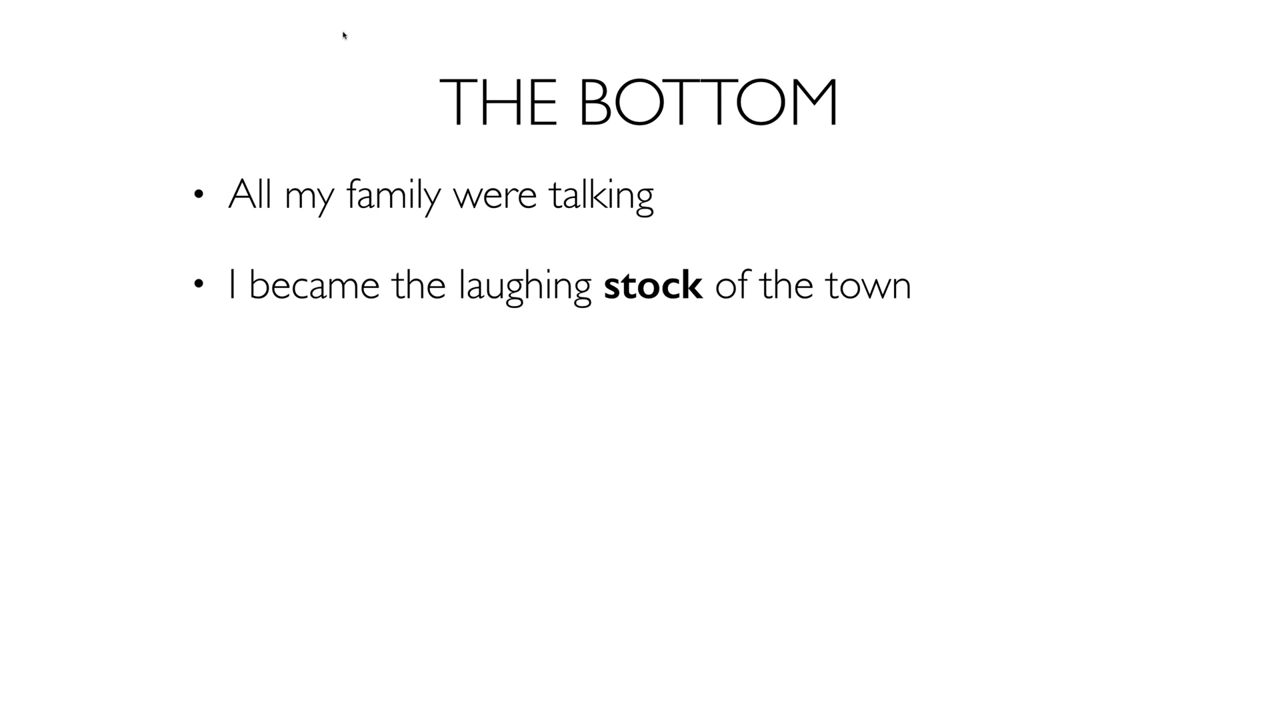 THE BOTTOM
• All my family were talking
• I became the laughing stock of the town